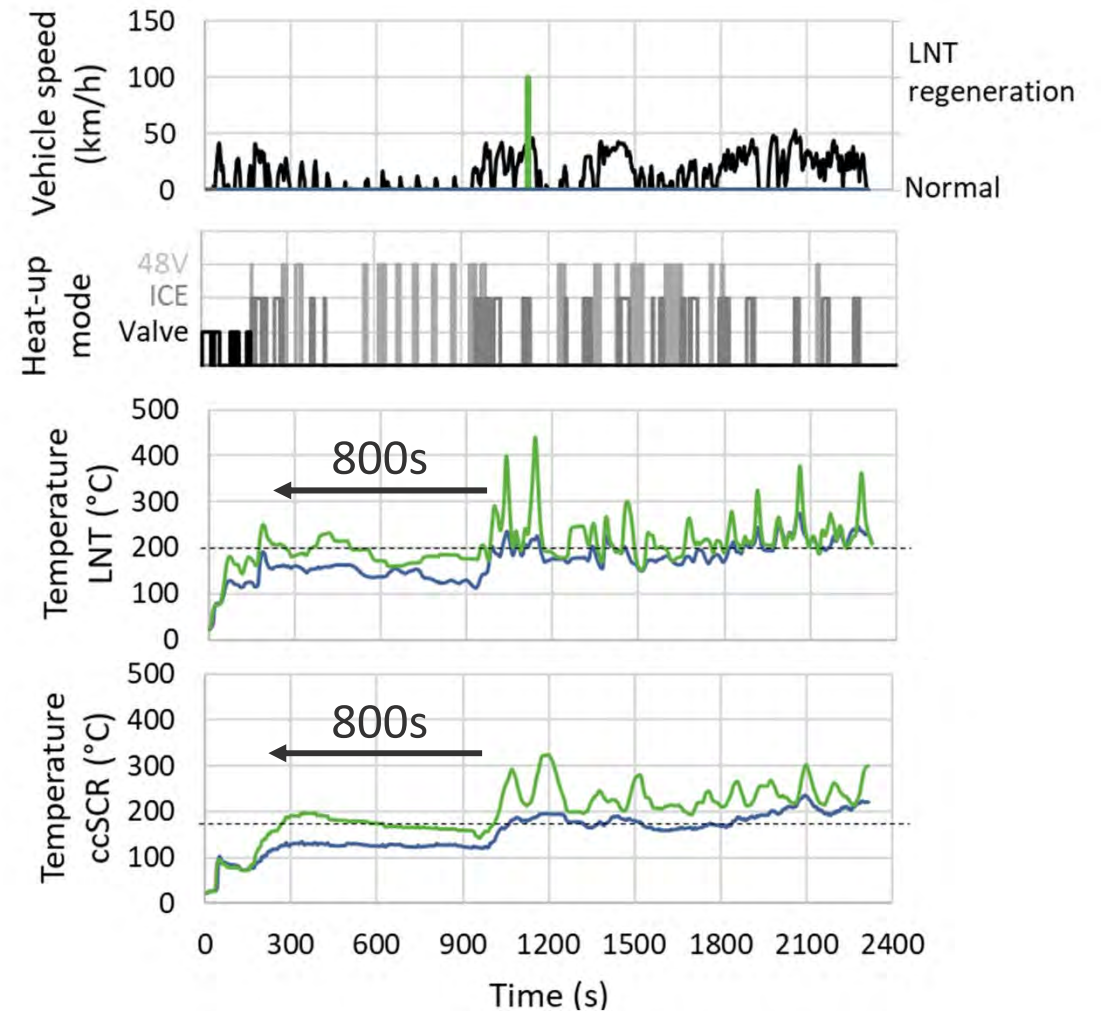 Vehicle speed
(km/h)
150
100
50
0
LNT
regeneration
Normal
Heat-up
mode
48V
ICE
Valve
Temperature
LNT (°C)
500
400
300
200
100
0
800s
Temperature
ccSCR (°C)
500
400
300
200
100
0
800s
0 300 600 900 1200 1500 1800 2100 2400
Time (s)